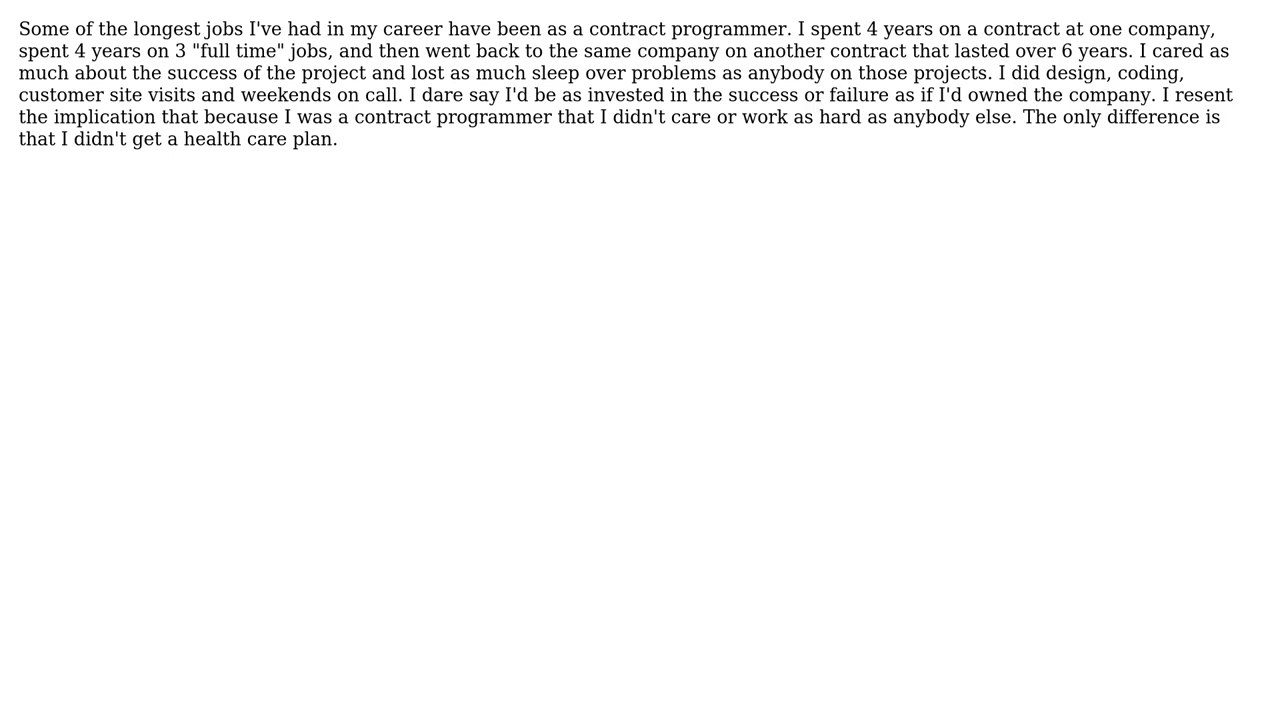 Some of the longest jobs I've had in my career have been as a contract programmer. I spent 4 years on a contract at one company,
spent 4 years on 3 "full time" jobs, and then went back to the same company on another contract that lasted over 6 years. I cared as
much about the success of the project and lost as much sleep over problems as anybody on those projects. I did design, coding,
customer site visits and weekends on call. I dare say I'd be as invested in the success or failure as if I'd owned the company. I resent
the implication that because I was a contract programmer that I didn't care or work as hard as anybody else. The only difference is
that I didn't get a health care plan.